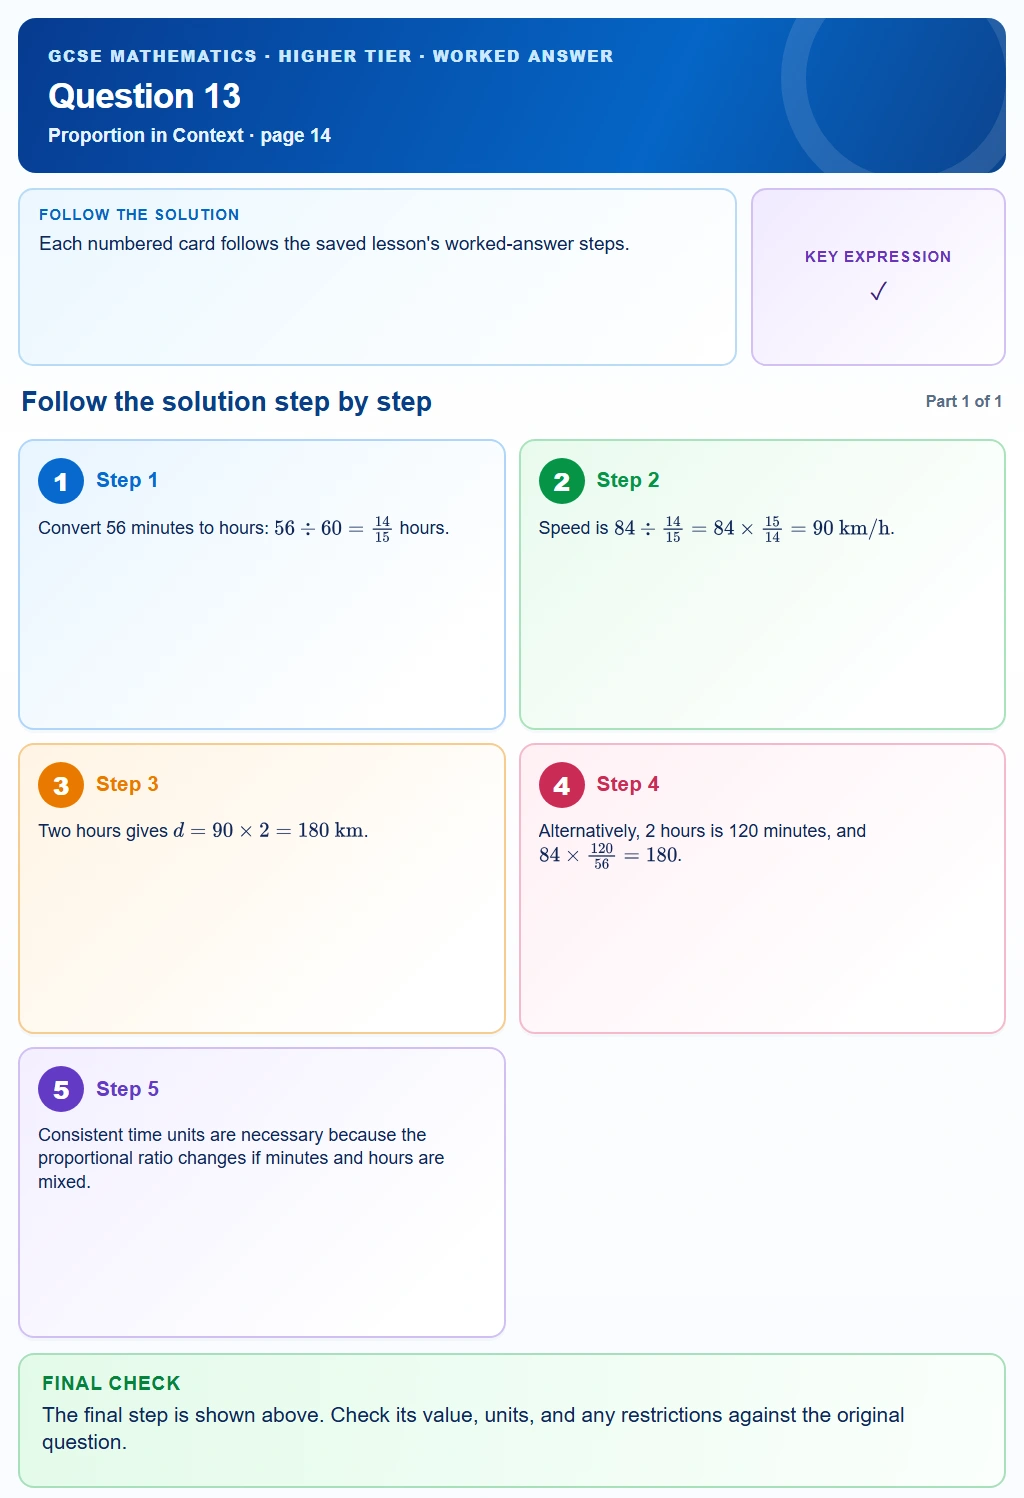 GCSE MATHEMATICS · HIGHER TIER · WORKED ANSWER
Question 13
Proportion in Context · page 14
FOLLOW THE SOLUTION
Each numbered card follows the saved lesson's worked-answer steps.
KEY EXPRESSION
✓
Follow the solution step by step
Part 1 of 1
1 Step 1
Convert 56 minutes to hours: 56 ÷ 60 = 14/15 hours.
2 Step 2
Speed is 84 ÷ 14/15 = 84 × 15/14 = 90 km/h.
3 Step 3
Two hours gives d = 90 × 2 = 180 km.
4 Step 4
Alternatively, 2 hours is 120 minutes, and
84 × 120/56 = 180.
5 Step 5
Consistent time units are necessary because the
proportional ratio changes if minutes and hours are
mixed.
FINAL CHECK
The final step is shown above. Check its value, units, and any restrictions against the original
question.